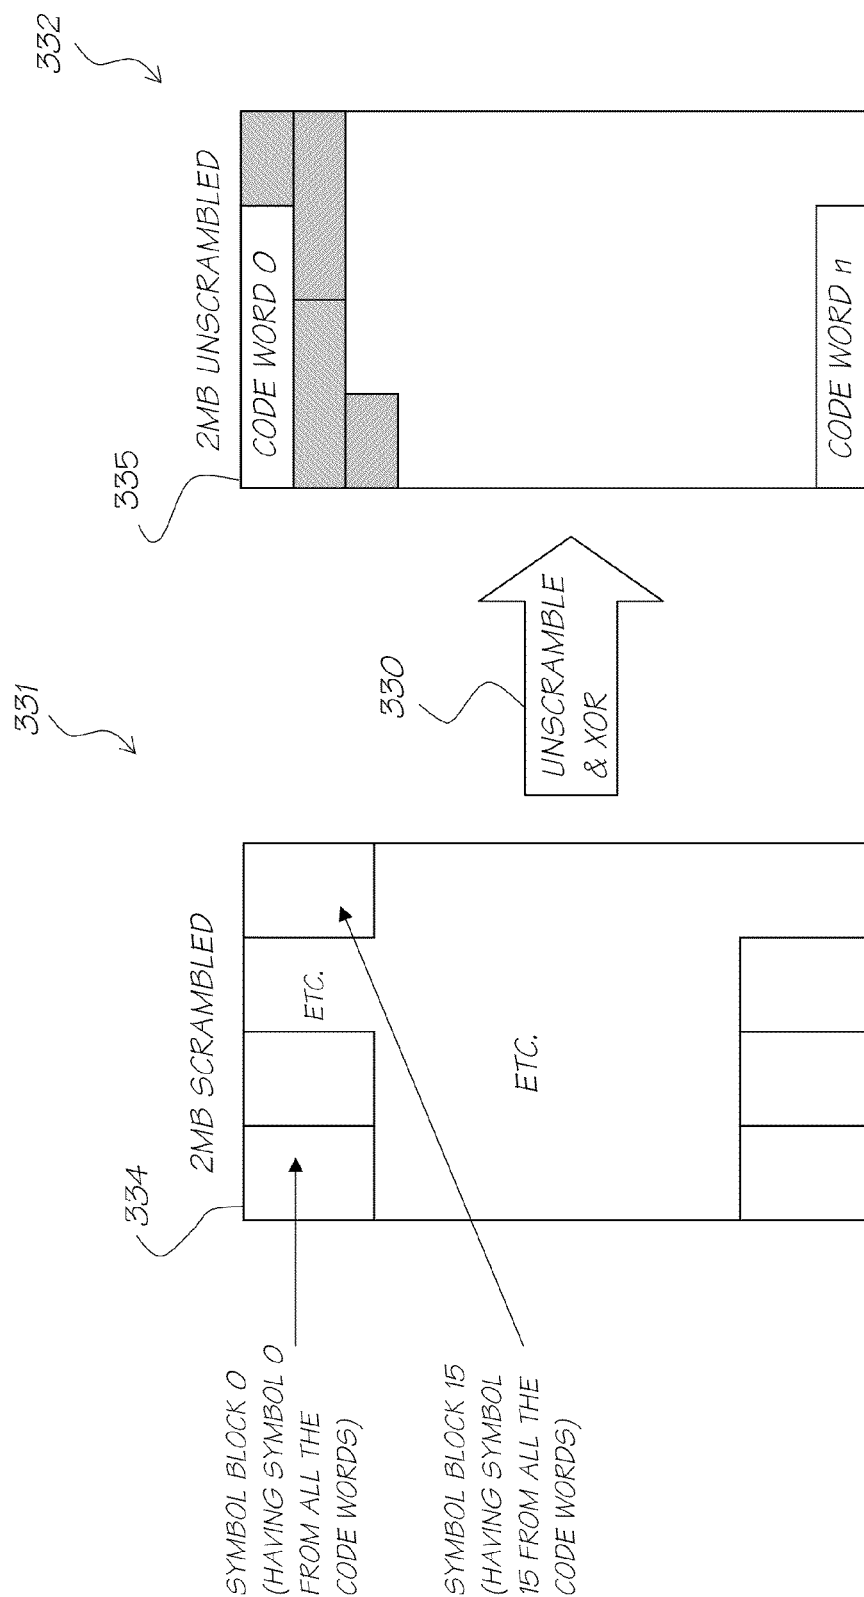 331
332
2MB SCRAMBLED
334
2MB UNSCRAMBLED
335
SYMBOL BLOCK 0
(HAVING SYMBOL 0
FROM ALL THE
CODE WORDS)
ETC.
CODE WORD 0
330
SYMBOL BLOCK 15
(HAVING SYMBOL
15 FROM ALL THE
CODE WORDS)
ETC.
UNSCRAMBLE
& XOR
CODE WORD n